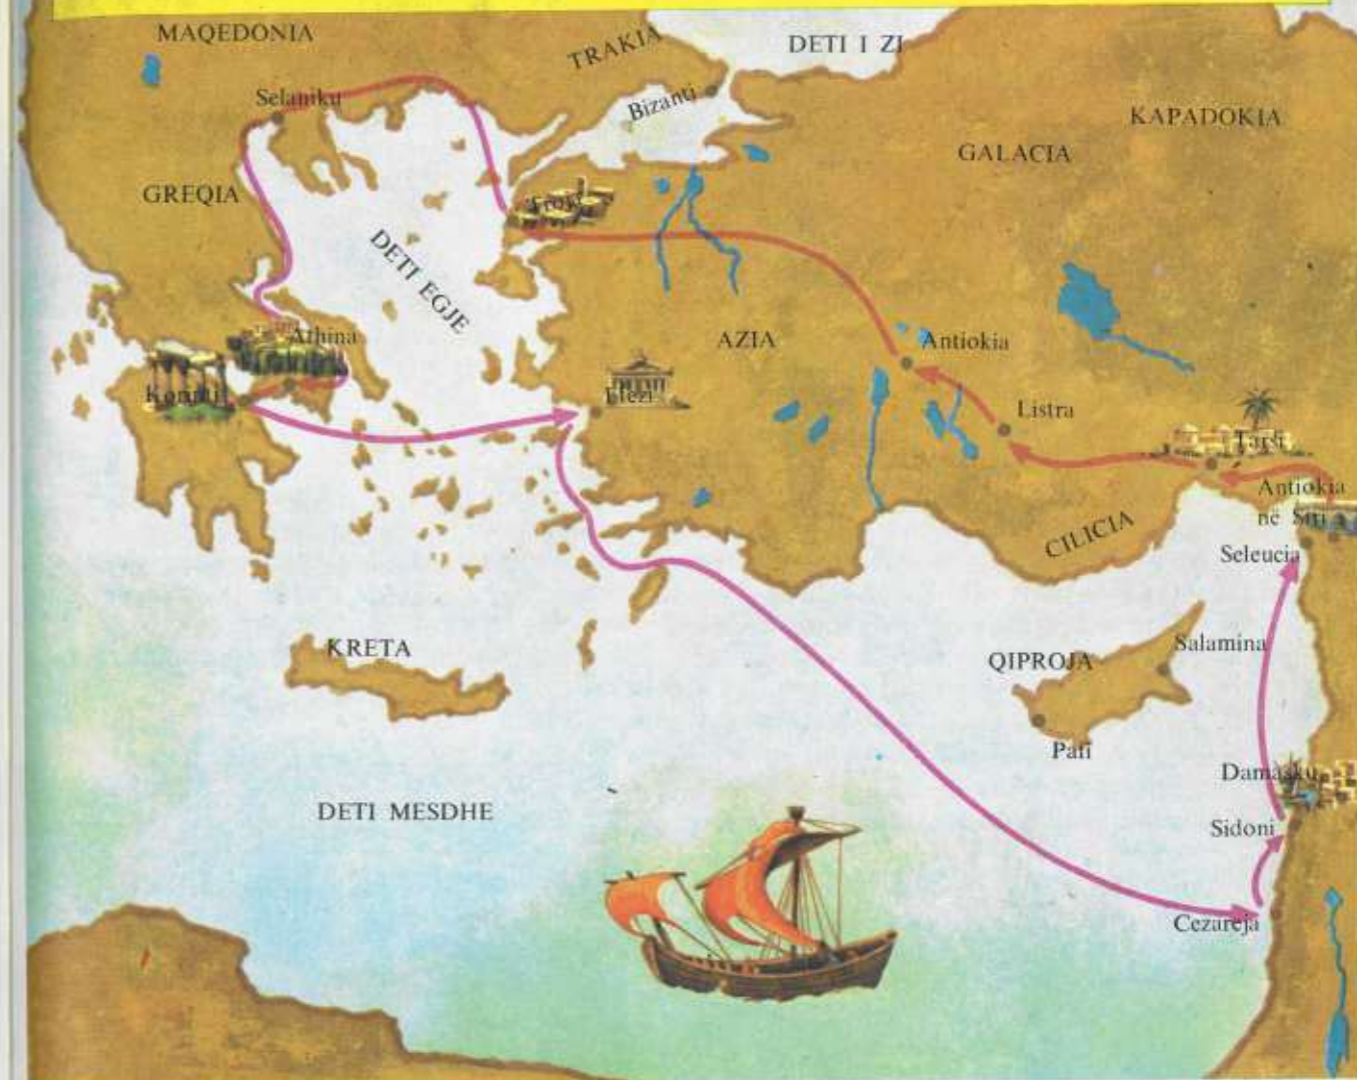 MAQEDONIA
TRAKIA
DETI I ZI
Selaniku
Bizanti
KAPADOKIA
GALACIA
GREQIA
DETI EGJE
Athina
AZIA
Antiokia
Listra
Tarsi
Antiokia
në Siri
CILICIA
Seleucia
KRETA
QIPROJA
Salamina
Pafi
Damasku
DETI MESDHE
Sidoni
Cezareja